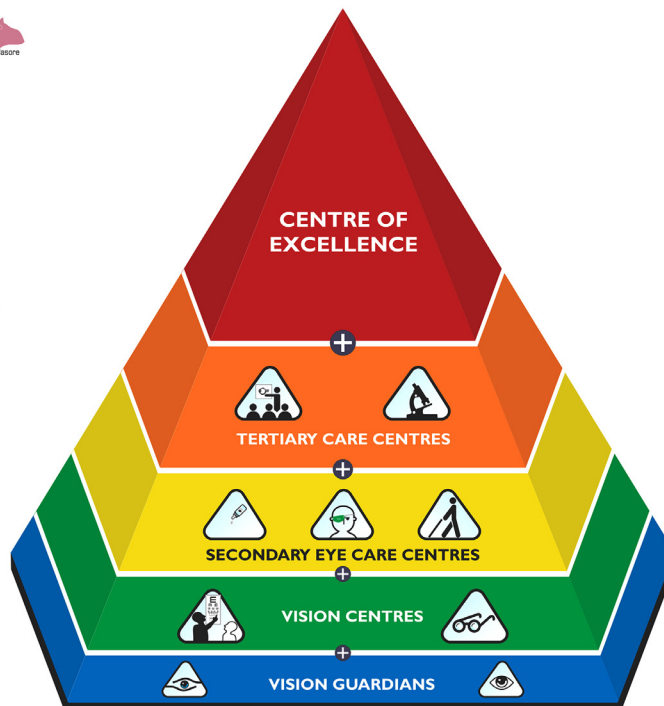 CENTRE OF
EXCELLENCE
TERTIARY CARE CENTRES
SECONDARY EYE CARE CENTRES
E
VISION CENTRES
VISION GUARDIANS